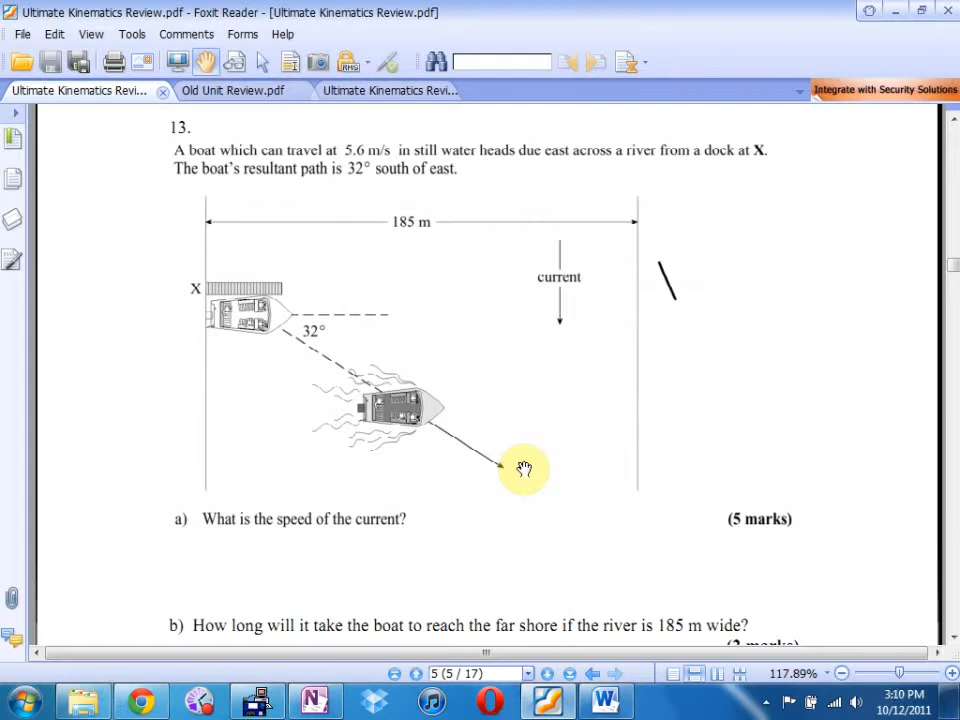 Ultimate Kinematics Review.pdf - Foxit Reader - [Ultimate Kinematics Review.pdf]
File Edit View Tools Comments Forms Help
Ultimate Kinematics Revi... Old Unit Review.pdf Ultimate Kinematics Revi... Integrate with Security Solutions
13.
A boat which can travel at 5.6 m/s in still water heads due east across a river from a dock at X.
The boat's resultant path is 32° south of east.
185 m
current
X
32°
a) What is the speed of the current? (5 marks)
b) How long will it take the boat to reach the far shore if the river is 185 m wide?
(2 marks)
5 (5 / 17) 117.89%
3:10 PM
10/12/2011